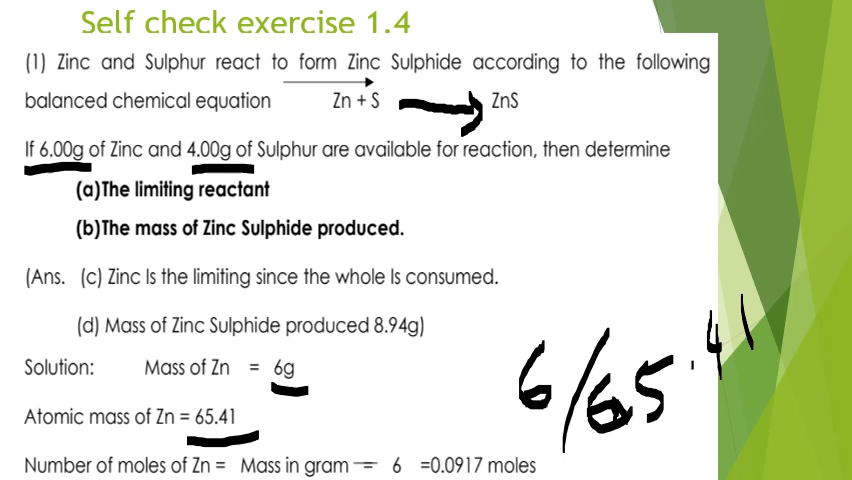 Self check exercise 1.4
(1) Zinc and Sulphur react to form Zinc Sulphide according to the following
balanced chemical equation Zn + S ZnS
If 6.00g of Zinc and 4.00g of Sulphur are available for reaction, then determine
(a)The limiting reactant
(b)The mass of Zinc Sulphide produced.
(Ans. (c) Zinc Is the limiting since the whole Is consumed.
(d) Mass of Zinc Sulphide produced 8.94g)
Solution: Mass of Zn = 6g
6/65.41
Atomic mass of Zn = 65.41
Number of moles of Zn = Mass in gram = 6 =0.0917 moles